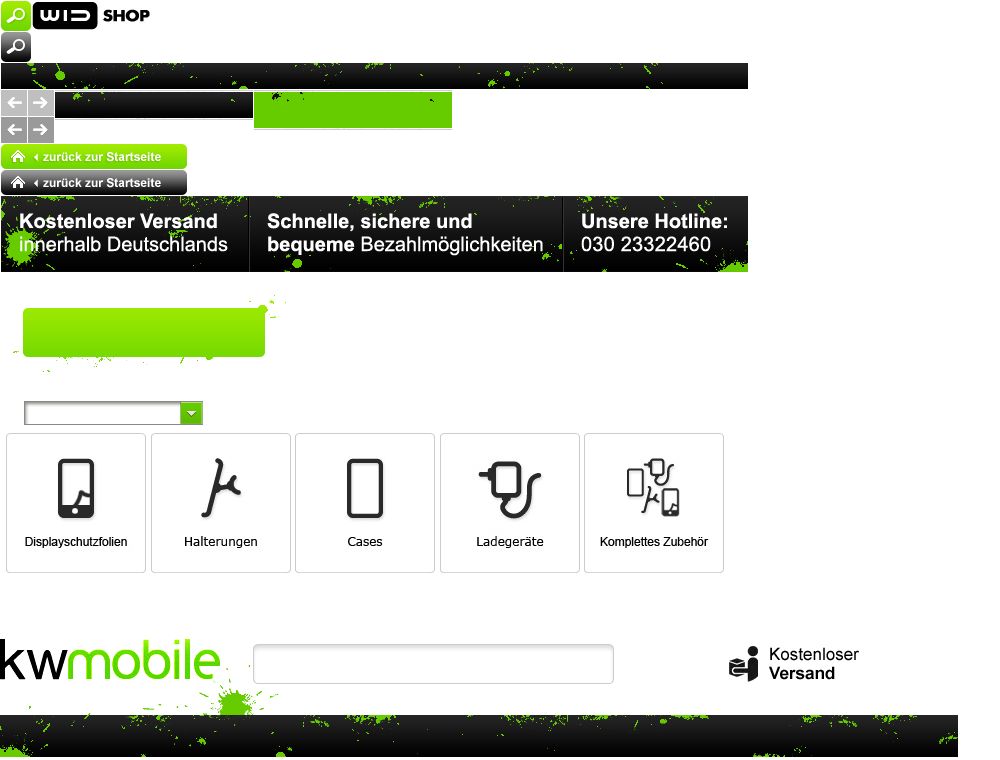 WID SHOP
zurück zur Startseite
zurück zur Startseite
Kostenloser Versand
innerhalb Deutschlands
Schnelle, sichere und
bequeme Bezahlmöglichkeiten
Unsere Hotline:
030 23322460
Displayschutzfolien
Halterungen
Cases
Ladegeräte
Komplettes Zubehör
kwmobile
Kostenloser
Versand